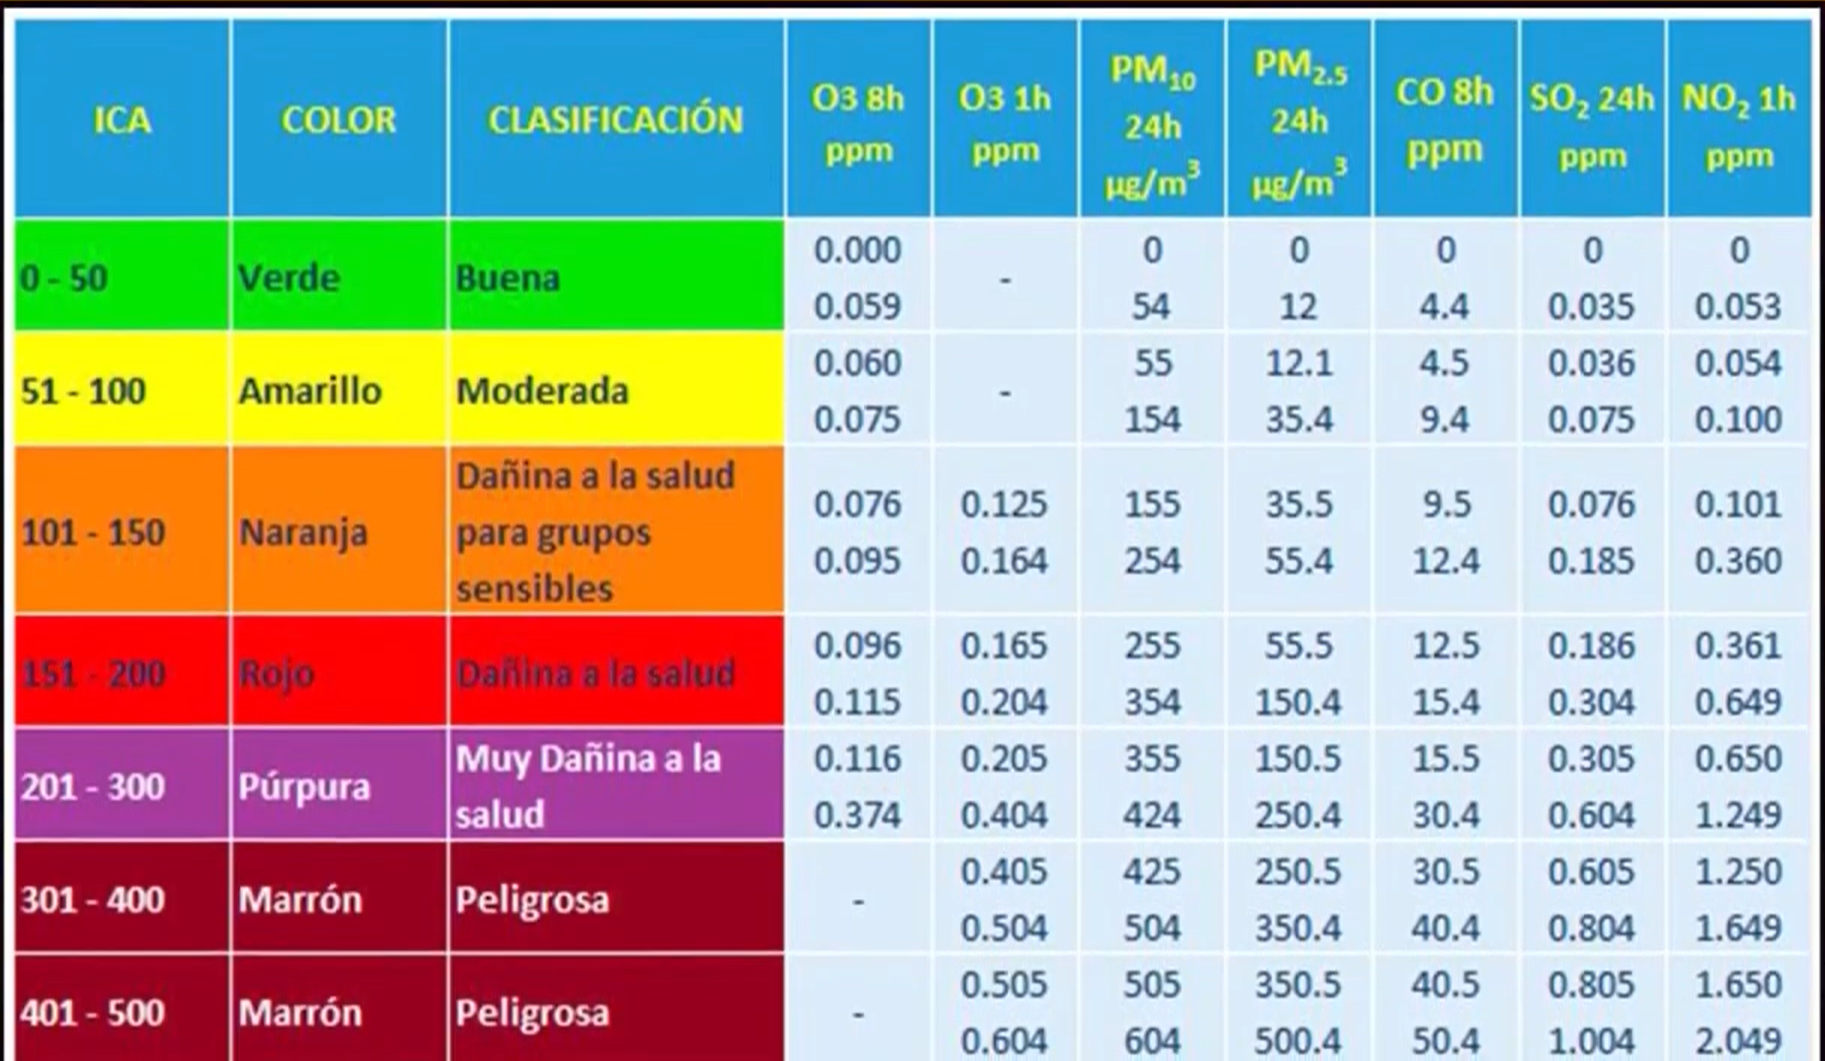 ICA COLOR CLASIFICACIÓN O3 8h ppm O3 1h ppm PM10 24h µg/m3 PM2.5 24h µg/m3 CO 8h ppm SO2 24h ppm NO2 1h ppm
0 - 50 Verde Buena 0.000 0.059 - 0 54 0 12 0 4.4 0 0.035 0 0.053
51 - 100 Amarillo Moderada 0.060 0.075 - 55 154 12.1 35.4 4.5 9.4 0.036 0.075 0.054 0.100
101 - 150 Naranja Dañina a la salud para grupos sensibles 0.076 0.095 0.125 0.164 155 254 35.5 55.4 9.5 12.4 0.076 0.185 0.101 0.360
151 - 200 Rojo Dañina a la salud 0.096 0.115 0.165 0.204 255 354 55.5 150.4 12.5 15.4 0.186 0.304 0.361 0.649
201 - 300 Púrpura Muy Dañina a la salud 0.116 0.374 0.205 0.404 355 424 150.5 250.4 15.5 30.4 0.305 0.604 0.650 1.249
301 - 400 Marrón Peligrosa - 0.405 0.504 425 504 250.5 350.4 30.5 40.4 0.605 0.804 1.250 1.649
401 - 500 Marrón Peligrosa - 0.505 0.604 505 604 350.5 500.4 40.5 50.4 0.805 1.004 1.650 2.049